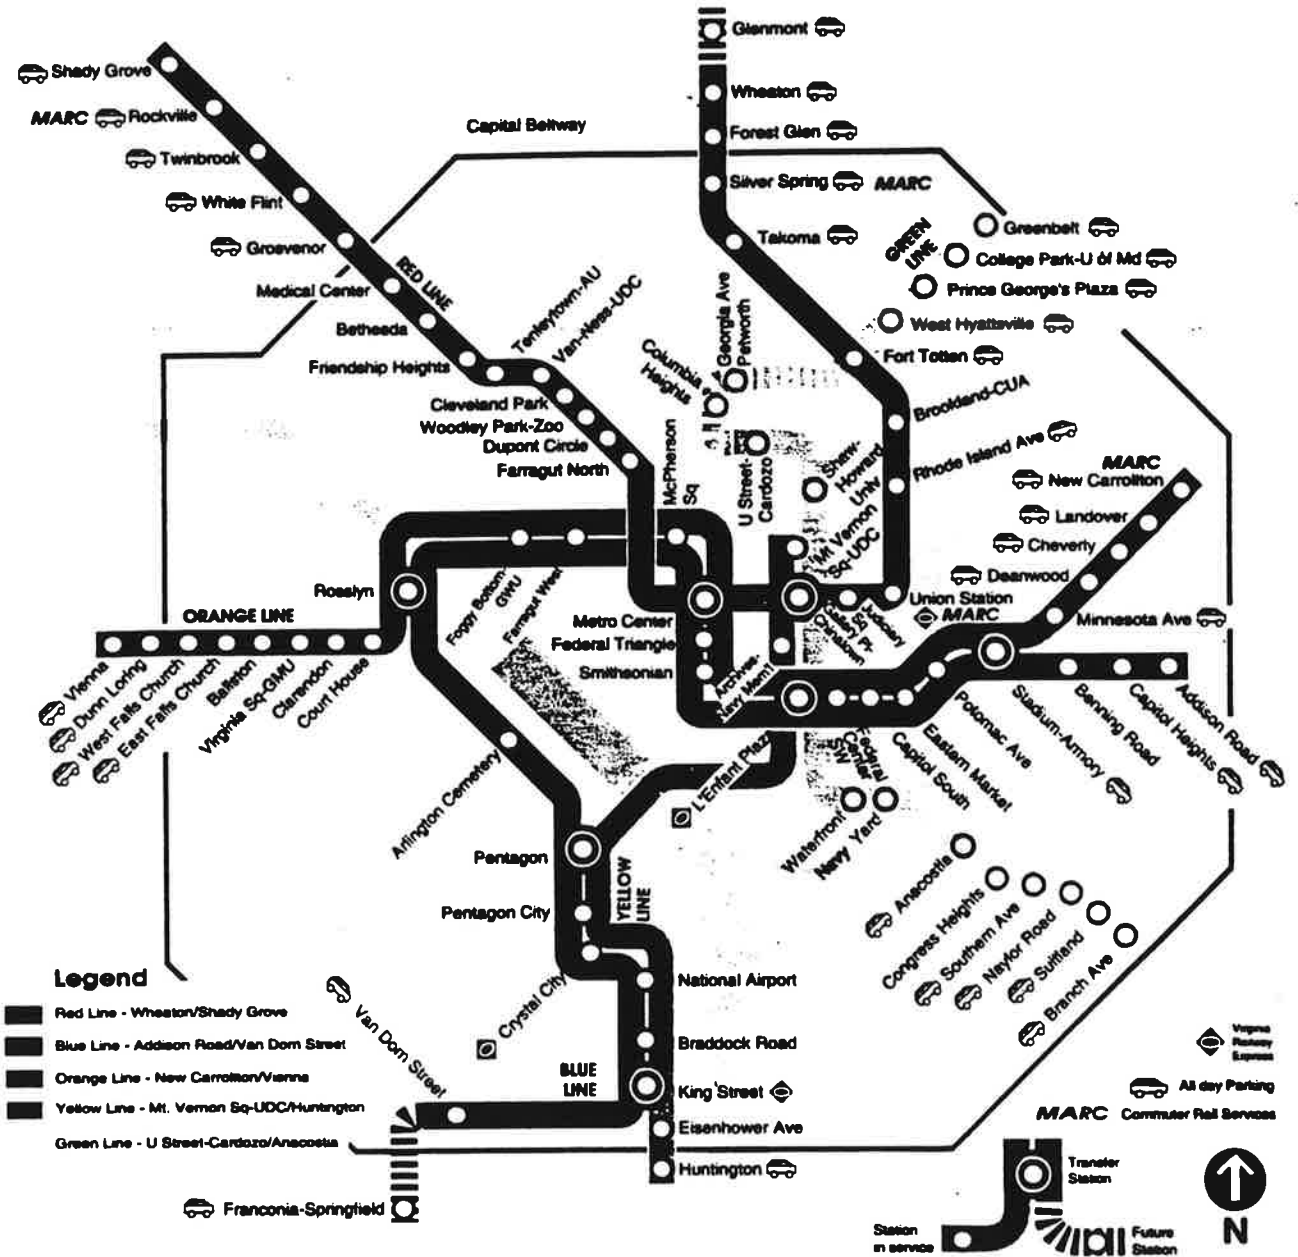 Glenmont
Shady Grove
MARC Rockville
Twinbrook
White Flint
Grosvenor
Medical Center
Bethesda
Friendship Heights
RED LINE
Tenleytown-AU
Van-Ness-UDC
Cleveland Park
Woodley Park-Zoo
Dupont Circle
Farragut North
Capital Beltway
Wheaton
Forest Glen
Silver Spring MARC
Takoma
GREEN
LINE
Greenbelt
College Park-U of Md
Prince George's Plaza
West Hyattsville
Fort Totten
Georgia Ave
Petworth
Columbia
Heights
Brookland-CUA
Rhode Island Ave
U Street-
Cardozo
Shaw-
Howard
Univ
Mt Vernon
Sq-UDC
McPherson
Sq
MARC
New Carrollton
Landover
Cheverly
Deanwood
Minnesota Ave
Union Station
MARC
Judiciary
Sq
Gallery Pl-
Chinatown
Metro Center
Federal Triangle
Smithsonian
Archives-
Navy Mem'l
Rosslyn
Foggy Bottom-
GWU
Farragut West
ORANGE LINE
Vienna
Dunn Loring
West Falls Church
East Falls Church
Ballston
Virginia Sq-GMU
Clarendon
Court House
Potomac Ave
Stadium-Armory
Benning Road
Capitol Heights
Addison Road
Eastern Market
Capitol South
Federal
Center
SW
L'Enfant Plaza
Waterfront
Navy Yard
Anacostia
Congress Heights
Southern Ave
Naylor Road
Suitland
Branch Ave
Arlington Cemetery
Pentagon
Pentagon City
YELLOW
LINE
Crystal City
National Airport
Braddock Road
King Street
BLUE
LINE
Eisenhower Ave
Huntington
Van Dorn Street
Franconia-Springfield
Legend
Red Line - Wheaton/Shady Grove
Blue Line - Addison Road/Van Dorn Street
Orange Line - New Carrollton/Vienna
Yellow Line - Mt. Vernon Sq-UDC/Huntington
Green Line - U Street-Cardozo/Anacostia
Virginia
Railway
Express
All day Parking
MARC Commuter Rail Services
Transfer
Station
Station
in service
Future
Station
N